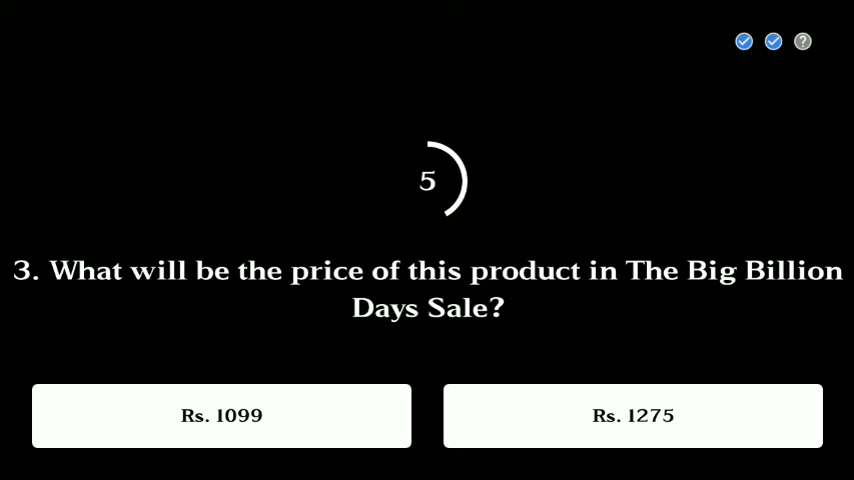 ?
5
3. What will be the price of this product in The Big Billion
Days Sale?
Rs. 1099
Rs. 1275